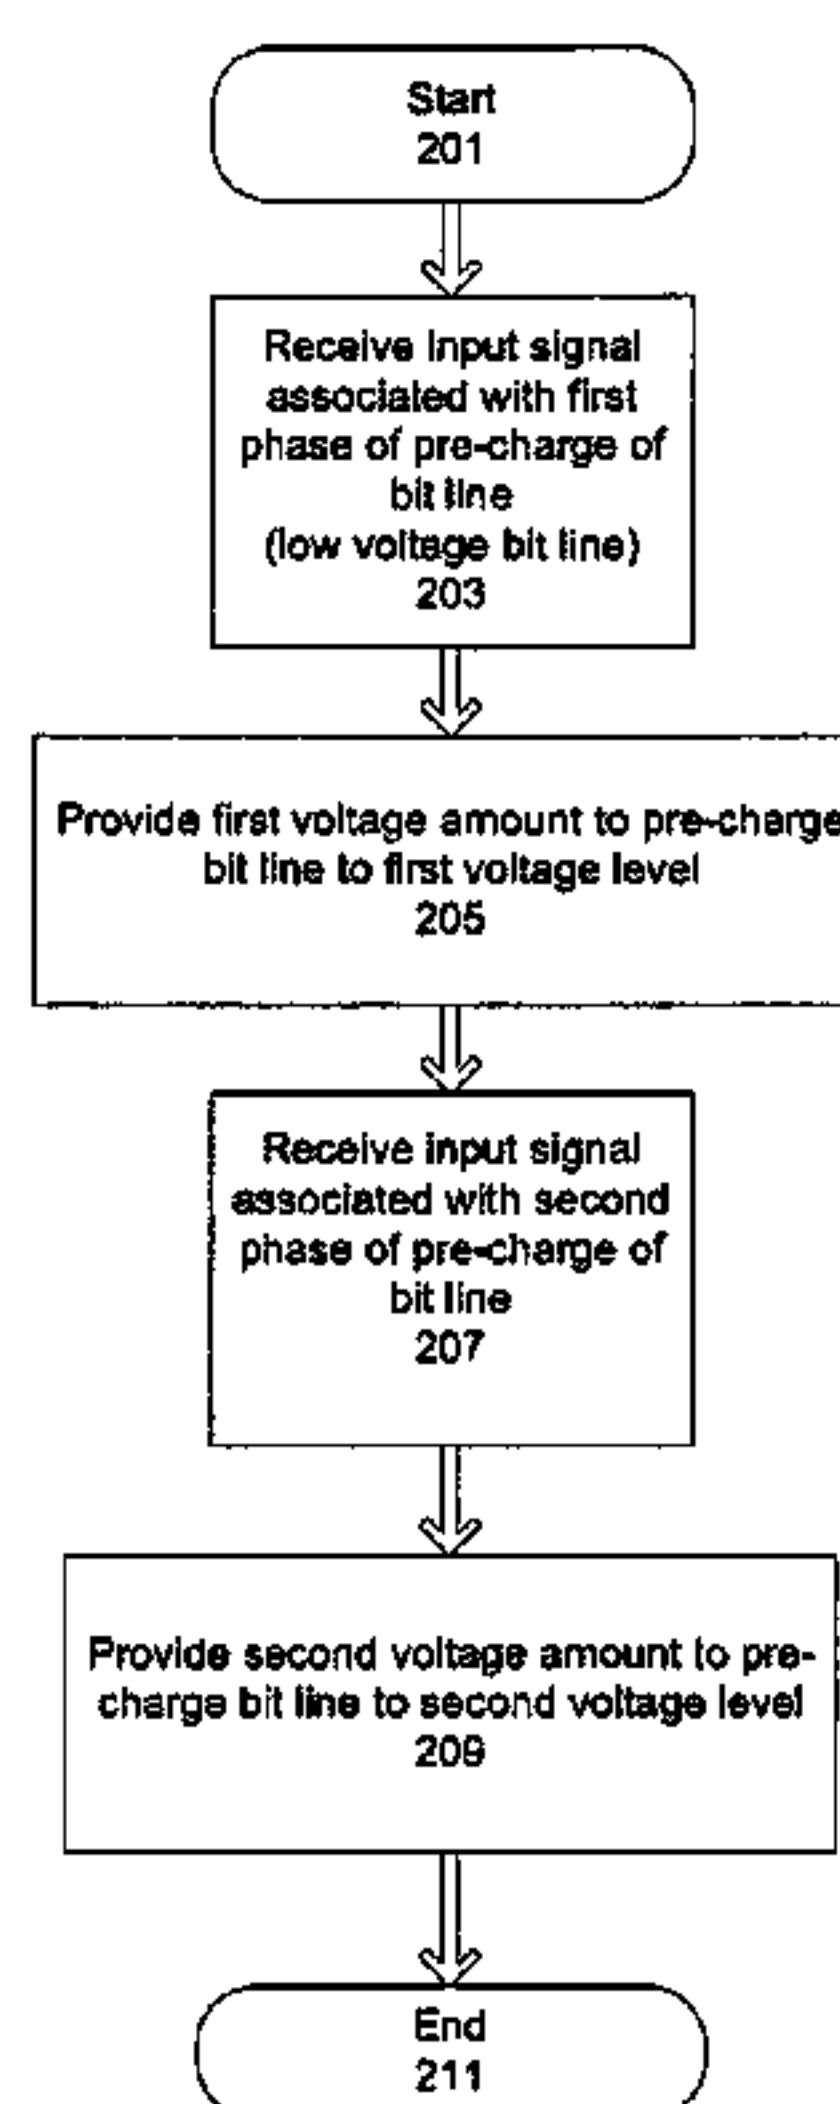 Start
201
Receive input signal
associated with first
phase of pre-charge of
bit line
(low voltage bit line)
203
Provide first voltage amount to pre-charge
bit line to first voltage level
205
Receive input signal
associated with second
phase of pre-charge of
bit line
207
Provide second voltage amount to pre-
charge bit line to second voltage level
209
End
211